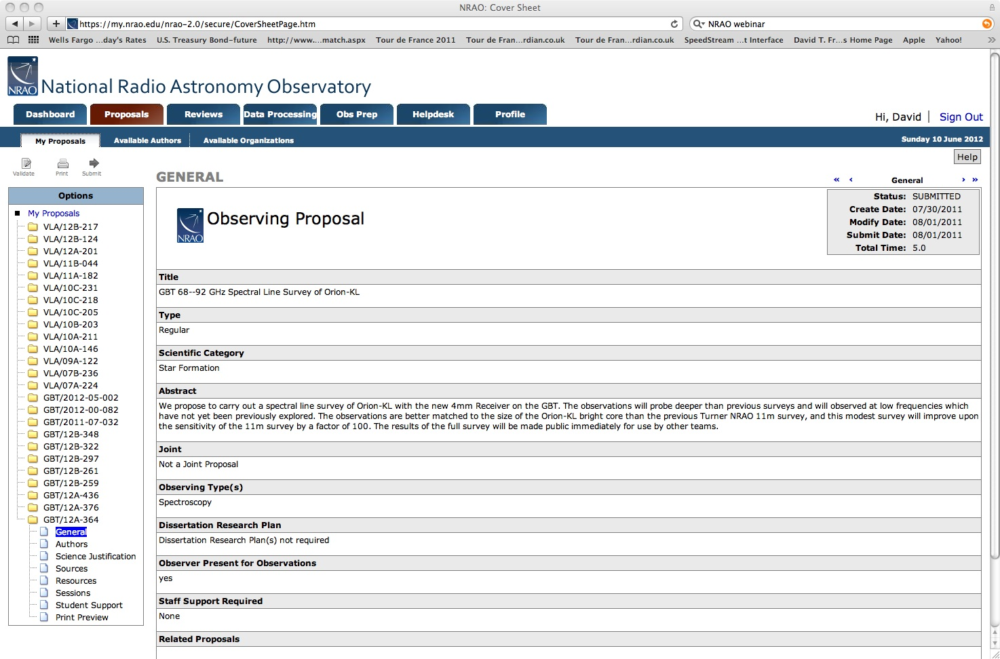 NRAO: Cover Sheet
https://my.nrao.edu/nrao-2.0/secure/CoverSheetPage.htm
NRAO webinar
Wells Fargo ...day's Rates U.S. Treasury Bond-future http://www....match.aspx Tour de France 2011 Tour de Fran...rdian.co.uk Tour de Fran...rdian.co.uk SpeedStream ...t Interface David T. Fr...s Home Page Apple Yahoo!
NRAO
National Radio Astronomy Observatory
Dashboard Proposals Reviews Data Processing Obs Prep Helpdesk Profile
Hi, David Sign Out
My Proposals Available Authors Available Organizations
Sunday 10 June 2012
Help
Validate Print Submit
Options
My Proposals
VLA/12B-217
VLA/12B-124
VLA/12A-201
VLA/11B-044
VLA/11A-182
VLA/10C-231
VLA/10C-218
VLA/10C-205
VLA/10B-203
VLA/10A-211
VLA/10A-146
VLA/09A-122
VLA/07B-236
VLA/07A-224
GBT/2012-05-002
GBT/2012-00-082
GBT/2011-07-032
GBT/12B-348
GBT/12B-322
GBT/12B-297
GBT/12B-261
GBT/12B-259
GBT/12A-436
GBT/12A-376
GBT/12A-364
General
Authors
Science Justification
Sources
Resources
Sessions
Student Support
Print Preview
GENERAL
« ‹ General › »
Status: SUBMITTED
Create Date: 07/30/2011
Modify Date: 08/01/2011
Submit Date: 08/01/2011
Total Time: 5.0
NRAO
Observing Proposal
Title
GBT 68--92 GHz Spectral Line Survey of Orion-KL
Type
Regular
Scientific Category
Star Formation
Abstract
We propose to carry out a spectral line survey of Orion-KL with the new 4mm Receiver on the GBT. The observations will probe deeper than previous surveys and will observed at low frequencies which
have not yet been previously explored. The observations are better matched to the size of the Orion-KL bright core than the previous Turner NRAO 11m survey, and this modest survey will improve upon
the sensitivity of the 11m survey by a factor of 100. The results of the full survey will be made public immediately for use by other teams.
Joint
Not a Joint Proposal
Observing Type(s)
Spectroscopy
Dissertation Research Plan
Dissertation Research Plan(s) not required
Observer Present for Observations
yes
Staff Support Required
None
Related Proposals